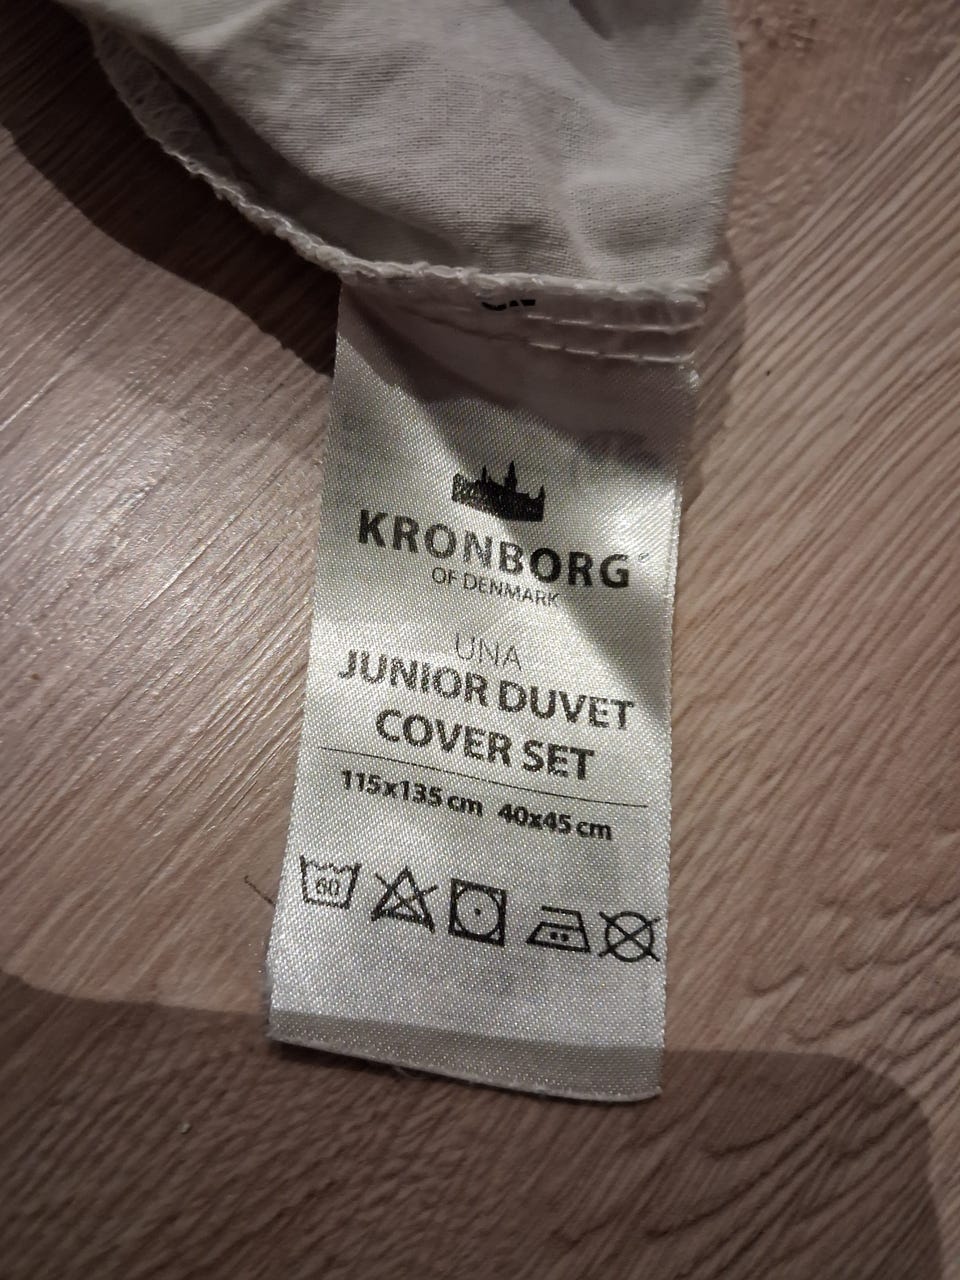 KRONBORG
OF DENMARK
UNA
JUNIOR DUVET
COVER SET
115x135 cm 40x45 cm
60